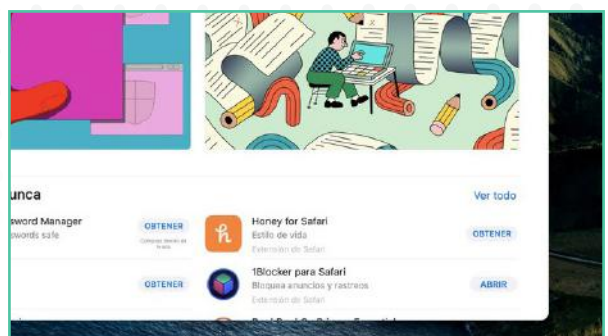 unca
Ver todo
sword Manager
swords safe
OBTENER
Honey for Safari
Estilo de vida
Extensión de Safari
OBTENER
OBTENER
1Blocker para Safari
Bloquea anuncios y rastreos
Extensión de Safari
ABRIR